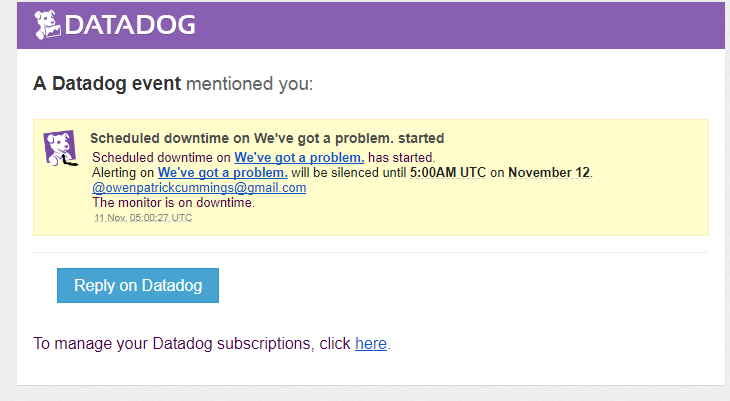 DATADOG
A Datadog event mentioned you:
Scheduled downtime on We've got a problem. started
Scheduled downtime on We've got a problem. has started.
Alerting on We've got a problem. will be silenced until 5:00AM UTC on November 12.
@owenpatrickcummings@gmail.com
The monitor is on downtime.
11 Nov, 05:00:27 UTC
Reply on Datadog
To manage your Datadog subscriptions, click here.